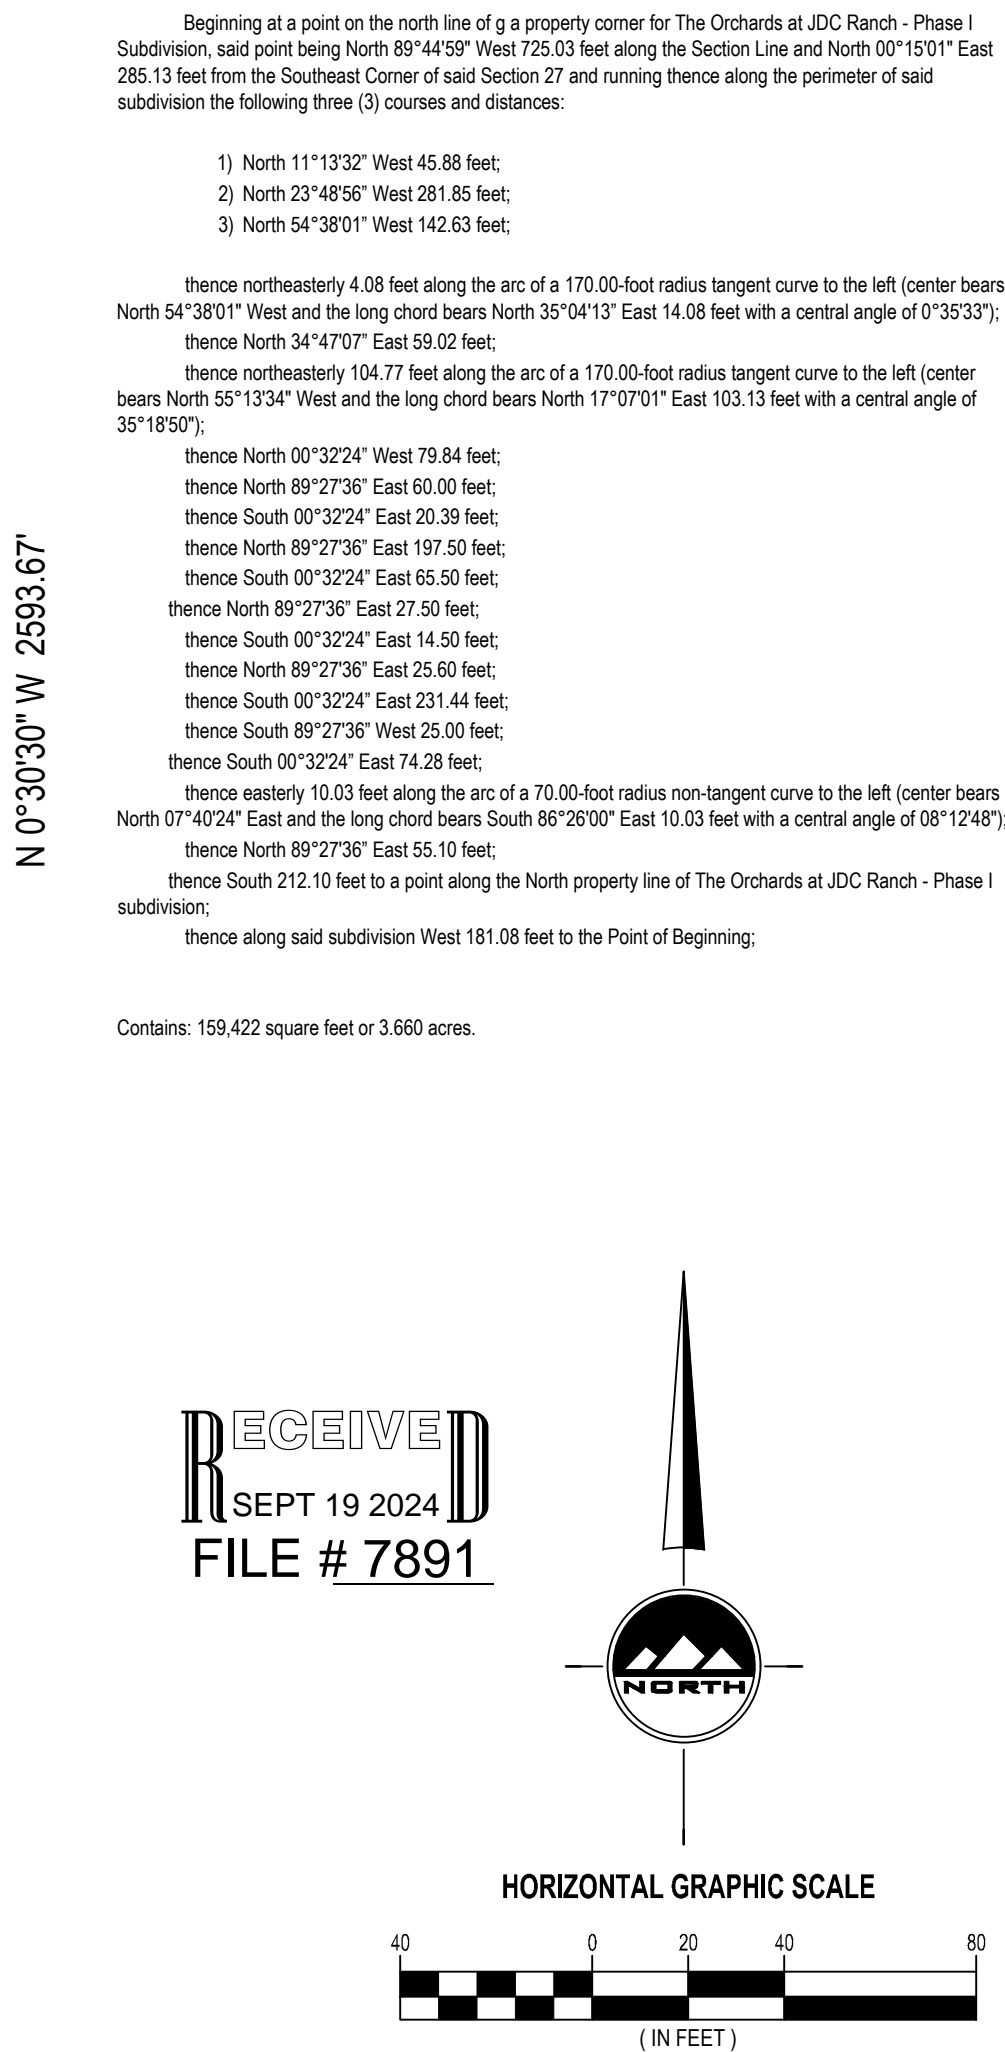 Beginning at a point on the north line of g a property corner for The Orchards at JDC Ranch - Phase I
Subdivision, said point being North 89°44'59" West 725.03 feet along the Section Line and North 00°15'01" East
285.13 feet from the Southeast Corner of said Section 27 and running thence along the perimeter of said
subdivision the following three (3) courses and distances:
1) North 11°13'32” West 45.88 feet;
2) North 23°48'56” West 281.85 feet;
3) North 54°38'01” West 142.63 feet;
thence northeasterly 4.08 feet along the arc of a 170.00-foot radius tangent curve to the left (center bears
North 54°38'01" West and the long chord bears North 35°04'13” East 14.08 feet with a central angle of 0°35'33");
thence North 34°47'07” East 59.02 feet;
thence northeasterly 104.77 feet along the arc of a 170.00-foot radius tangent curve to the left (center
bears North 55°13'34" West and the long chord bears North 17°07'01" East 103.13 feet with a central angle of
35°18'50");
thence North 00°32'24” West 79.84 feet;
thence North 89°27'36” East 60.00 feet;
thence South 00°32'24” East 20.39 feet;
thence North 89°27'36” East 197.50 feet;
thence South 00°32'24” East 65.50 feet;
thence North 89°27'36” East 27.50 feet;
thence South 00°32'24” East 14.50 feet;
thence North 89°27'36” East 25.60 feet;
thence South 00°32'24” East 231.44 feet;
thence South 89°27'36” West 25.00 feet;
thence South 00°32'24” East 74.28 feet;
thence easterly 10.03 feet along the arc of a 70.00-foot radius non-tangent curve to the left (center bears
North 07°40'24" East and the long chord bears South 86°26'00" East 10.03 feet with a central angle of 08°12'48");
thence North 89°27'36” East 55.10 feet;
thence South 212.10 feet to a point along the North property line of The Orchards at JDC Ranch - Phase I
subdivision;
thence along said subdivision West 181.08 feet to the Point of Beginning;
Contains: 159,422 square feet or 3.660 acres.
N 0°30'30" W 2593.67'
RECEIVED
SEPT 19 2024
FILE # 7891
NORTH
HORIZONTAL GRAPHIC SCALE
40 0 20 40 80
( IN FEET )